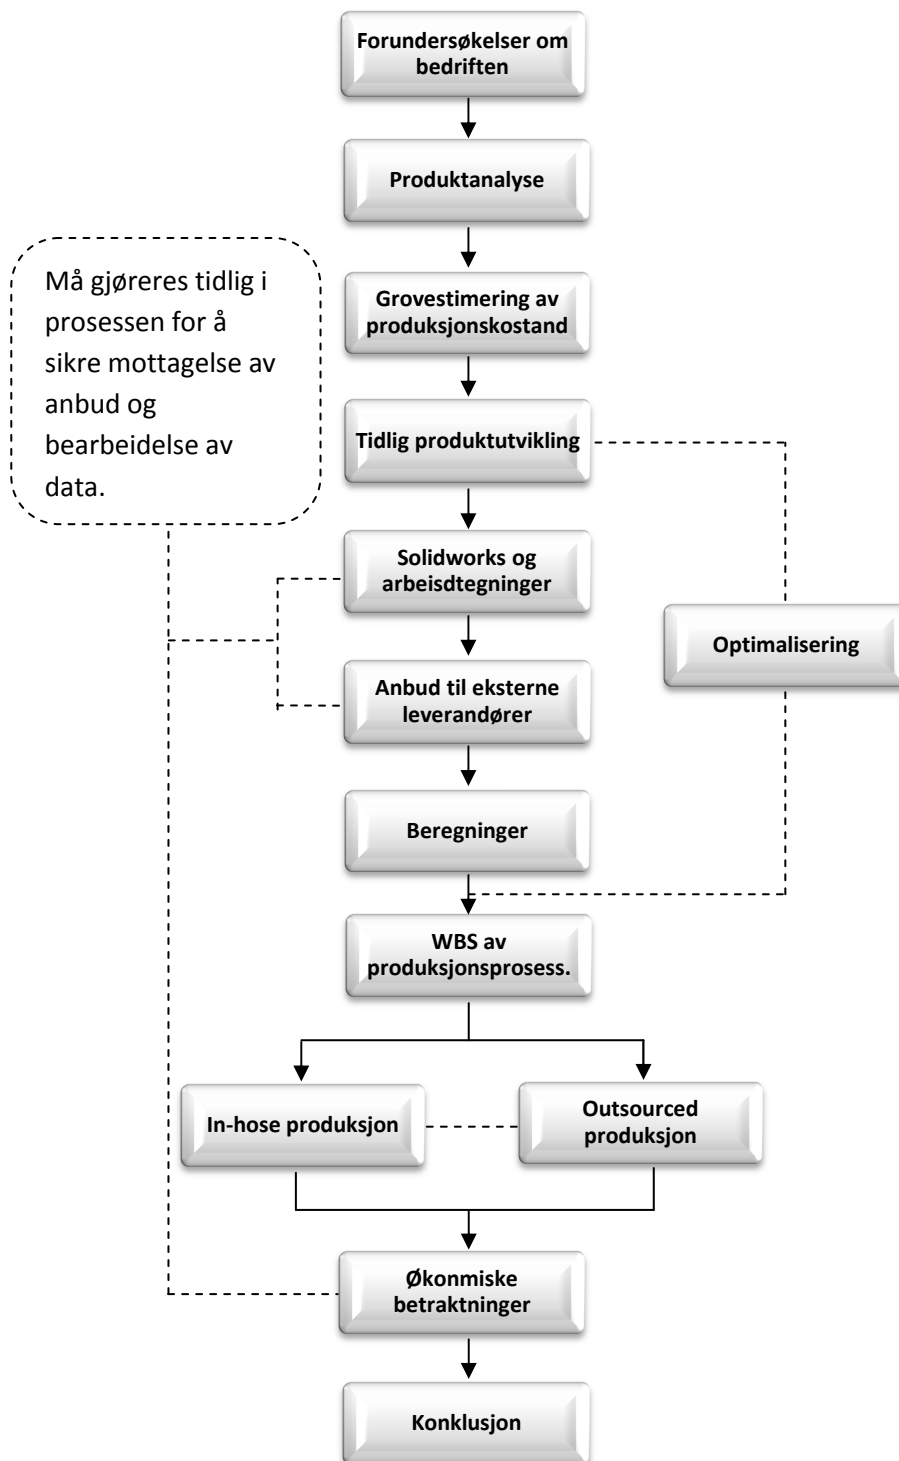 Forundersøkelser om
bedriften
Produktanalyse
Må gjøreres tidlig i
prosessen for å
sikre mottagelse av
anbud og
bearbeidelse av
data.
Grovestimering av
produksjonskostand
Tidlig produktutvikling
Solidworks og
arbeisdtegninger
Optimalisering
Anbud til eksterne
leverandører
Beregninger
WBS av
produksjonsprosess.
In-hose produksjon
Outsourced
produksjon
Økonmiske
betraktninger
Konklusjon